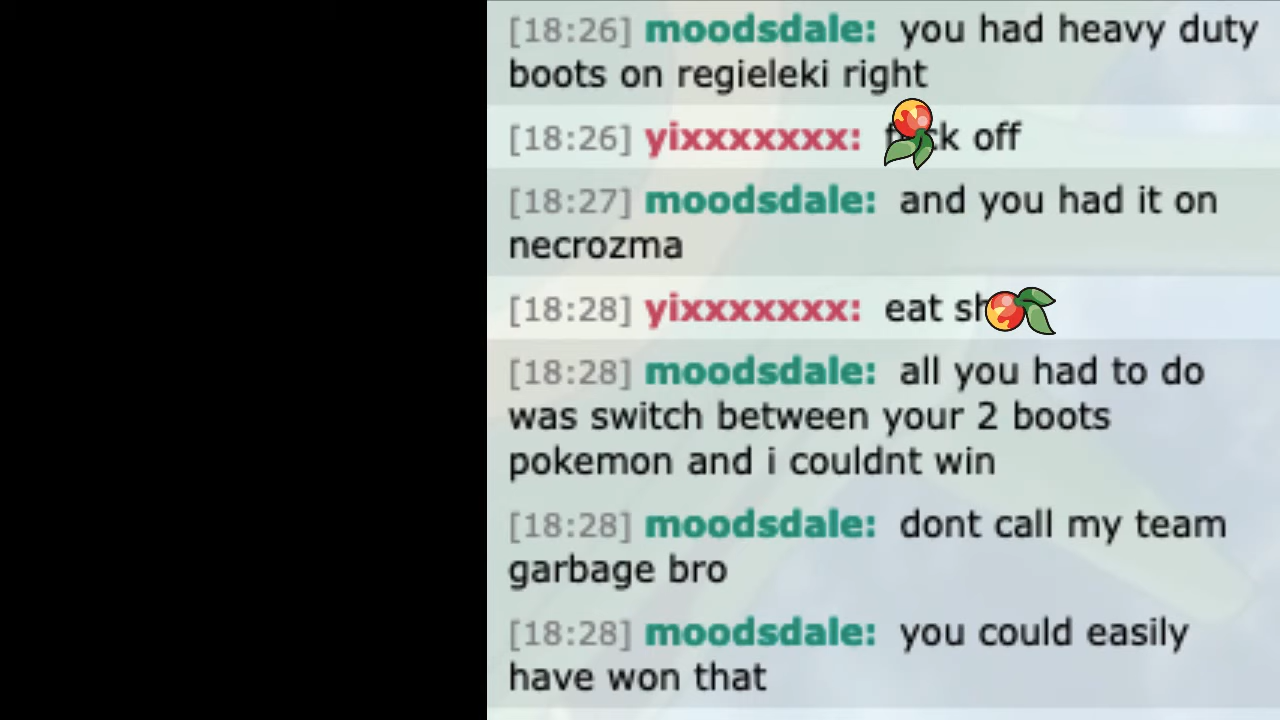 [18:26] moodsdale: you had heavy duty
boots on regieleki right
[18:26] yixxxxxxx: off
[18:27] moodsdale: and you had it on
necrozma
[18:28] yixxxxxxx: eat
[18:28] moodsdale: all you had to do
was switch between your 2 boots
pokemon and i couldnt win
[18:28] moodsdale: dont call my team
garbage bro
[18:28] moodsdale: you could easily
have won that